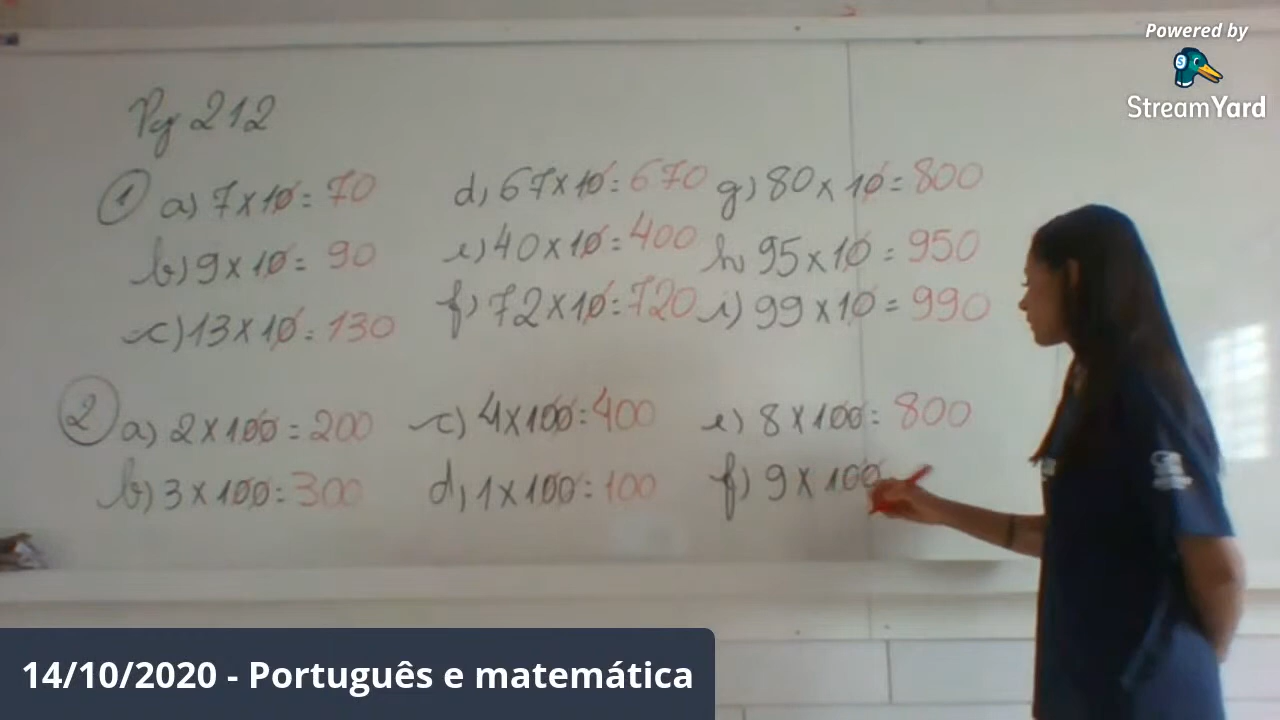 Powered by
StreamYard
Pg 212
1 a) 7x10= 70 d) 67x10= 670 g) 80x10= 800
b) 9x10= 90 e) 40x10= 400 h) 95x10= 950
c) 13x10= 130 f) 72x10= 720 i) 99x10= 990
2 a) 2x100= 200 c) 4x100= 400 e) 8x100= 800
b) 3x100= 300 d) 1x100= 100 f) 9x100
14/10/2020 - Português e matemática